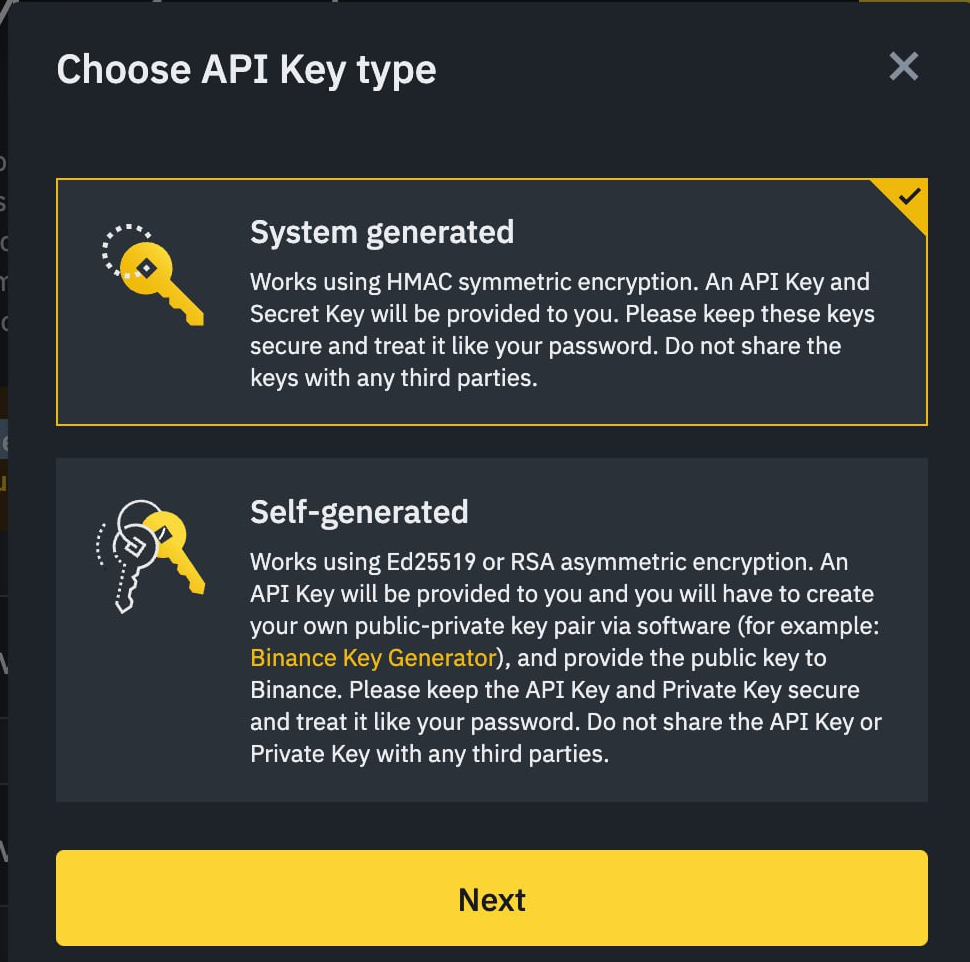 Choose API Key type
System generated
Works using HMAC symmetric encryption. An API Key and
Secret Key will be provided to you. Please keep these keys
secure and treat it like your password. Do not share the
keys with any third parties.
Self-generated
Works using Ed25519 or RSA asymmetric encryption. An
API Key will be provided to you and you will have to create
your own public-private key pair via software (for example:
Binance Key Generator), and provide the public key to
Binance. Please keep the API Key and Private Key secure
and treat it like your password. Do not share the API Key or
Private Key with any third parties.
Next